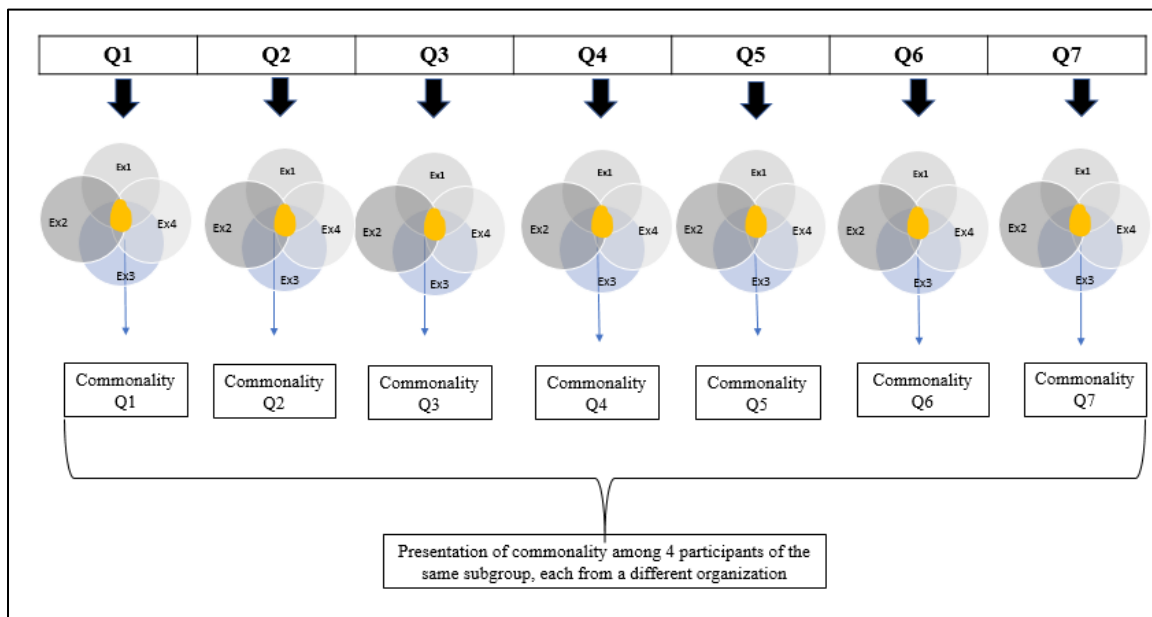 Q1 Q2 Q3 Q4 Q5 Q6 Q7
Ex1 Ex1 Ex1 Ex1 Ex1 Ex1 Ex1
Ex2 Ex4 Ex2 Ex4 Ex2 Ex4 Ex2 Ex4 Ex2 Ex4 Ex2 Ex4 Ex2 Ex4
Ex3 Ex3 Ex3 Ex3 Ex3 Ex3 Ex3
Commonality Commonality Commonality Commonality Commonality Commonality Commonality
Q1 Q2 Q3 Q4 Q5 Q6 Q7
Presentation of commonality among 4 participants of the
same subgroup, each from a different organization